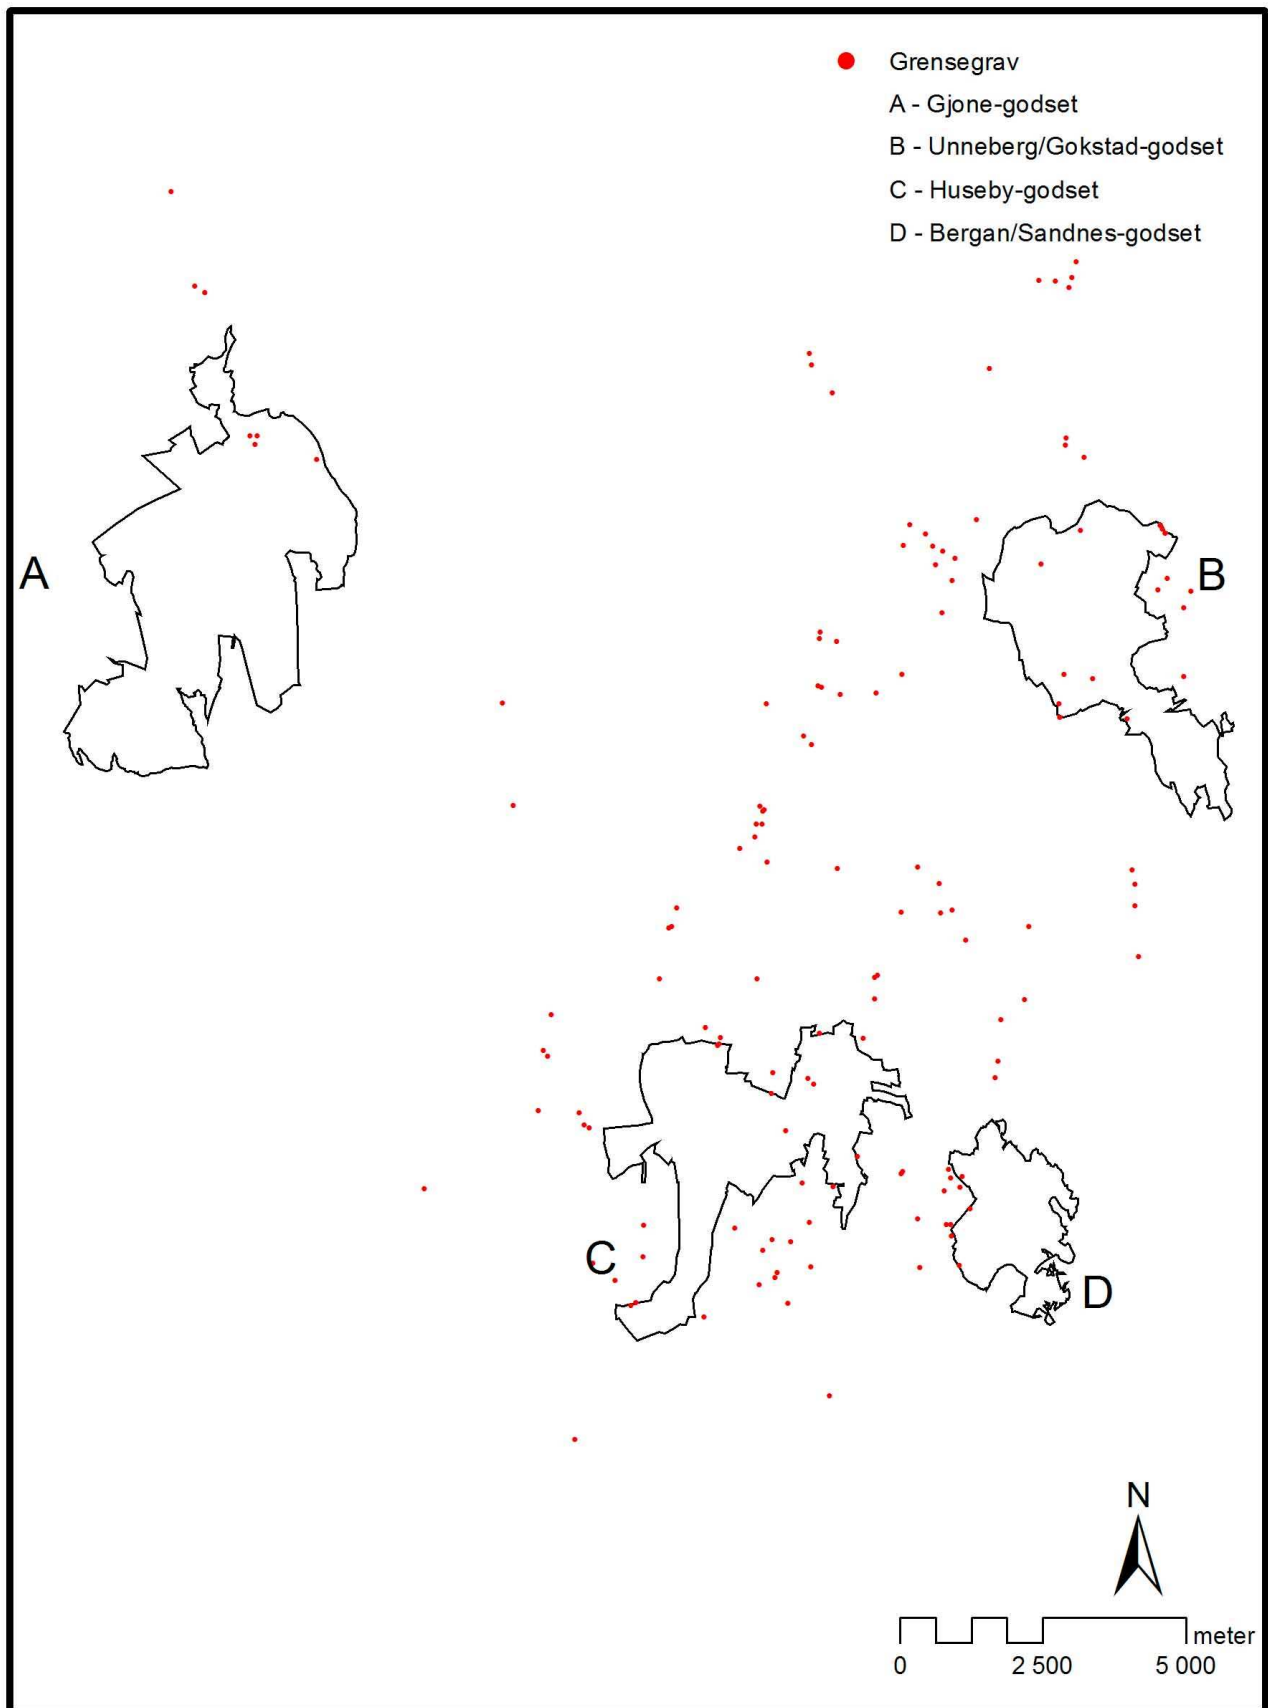 Grensegrav
A - Gjone-godset
B - Unneberg/Gokstad-godset
C - Huseby-godset
D - Bergan/Sandnes-godset
A
B
C
D
N
meter
0 2 500 5 000